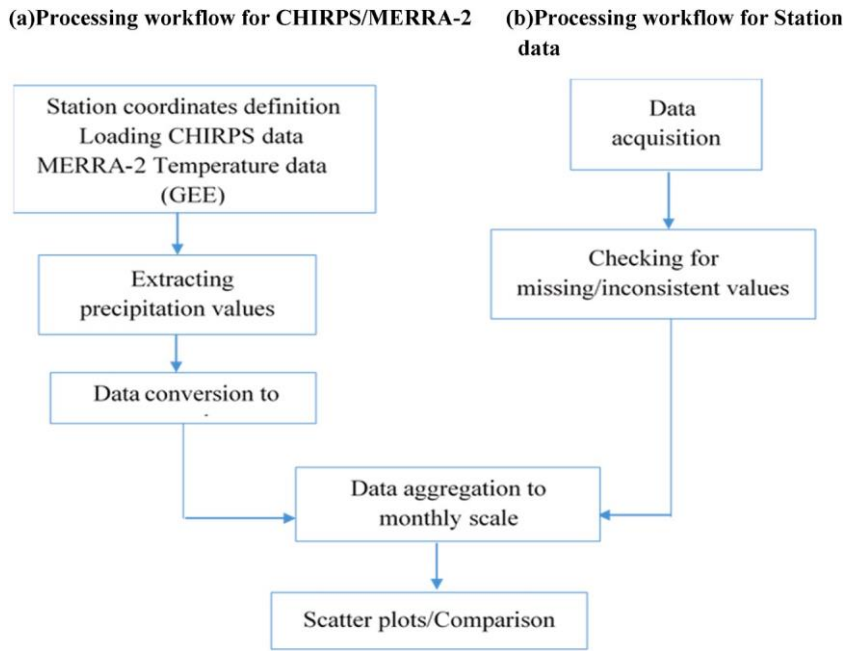 (a)Processing workflow for CHIRPS/MERRA-2
(b)Processing workflow for Station
data
Station coordinates definition
Loading CHIRPS data
MERRA-2 Temperature data
(GEE)
Extracting
precipitation values
Data conversion to
Data
acquisition
Checking for
missing/inconsistent values
Data aggregation to
monthly scale
Scatter plots/Comparison